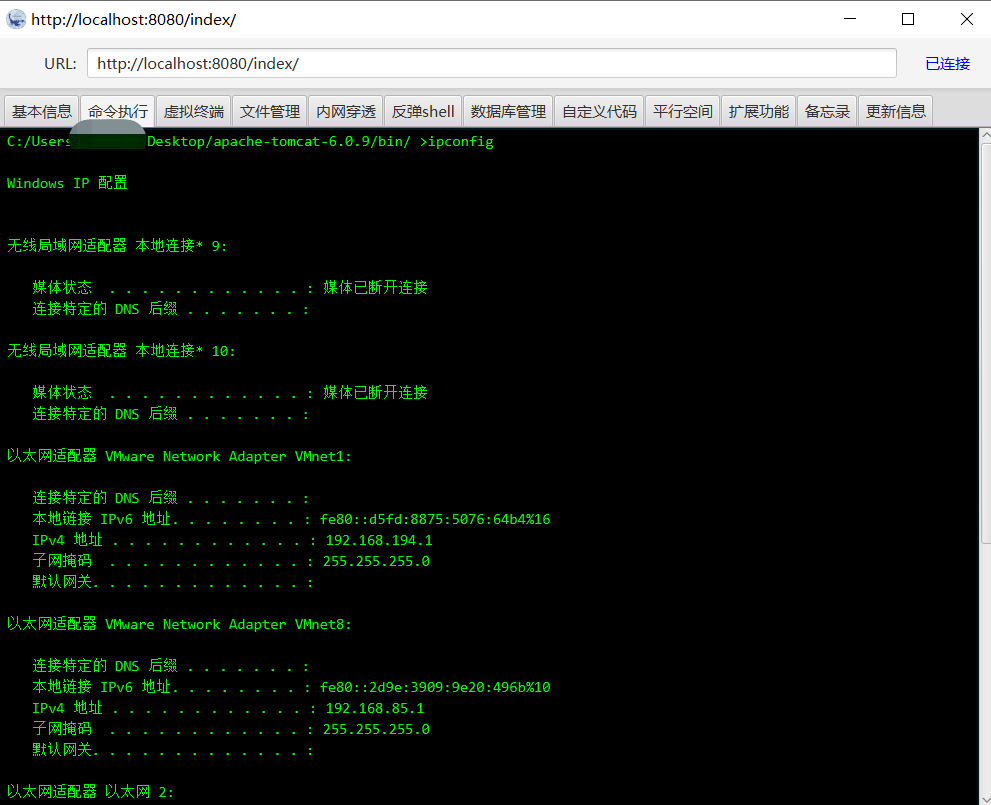 http://localhost:8080/index/
URL: http://localhost:8080/index/ 已连接
基本信息 命令执行 虚拟终端 文件管理 内网穿透 反弹shell 数据库管理 自定义代码 平行空间 扩展功能 备忘录 更新信息
C:/Users Desktop/apache-tomcat-6.0.9/bin/ >ipconfig
Windows IP 配置
无线局域网适配器 本地连接* 9:
媒体状态 . . . . . . . . . . . . : 媒体已断开连接
连接特定的 DNS 后缀 . . . . . . . :
无线局域网适配器 本地连接* 10:
媒体状态 . . . . . . . . . . . . : 媒体已断开连接
连接特定的 DNS 后缀 . . . . . . . :
以太网适配器 VMware Network Adapter VMnet1:
连接特定的 DNS 后缀 . . . . . . . :
本地链接 IPv6 地址. . . . . . . . : fe80::d5fd:8875:5076:64b4%16
IPv4 地址 . . . . . . . . . . . . : 192.168.194.1
子网掩码 . . . . . . . . . . . . : 255.255.255.0
默认网关. . . . . . . . . . . . . :
以太网适配器 VMware Network Adapter VMnet8:
连接特定的 DNS 后缀 . . . . . . . :
本地链接 IPv6 地址. . . . . . . . : fe80::2d9e:3909:9e20:496b%10
IPv4 地址 . . . . . . . . . . . . : 192.168.85.1
子网掩码 . . . . . . . . . . . . : 255.255.255.0
默认网关. . . . . . . . . . . . . :
以太网适配器 以太网 2: